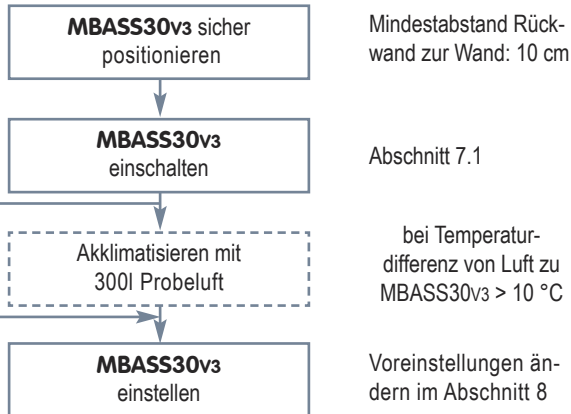 MBASS30v3 sicher
positionieren
Mindestabstand Rück-
wand zur Wand: 10 cm
MBASS30v3
einschalten
Abschnitt 7.1
Akklimatisieren mit
300l Probeluft
bei Temperatur-
differenz von Luft zu
MBASS30v3 > 10 °C
MBASS30v3
einstellen
Voreinstellungen än-
dern im Abschnitt 8